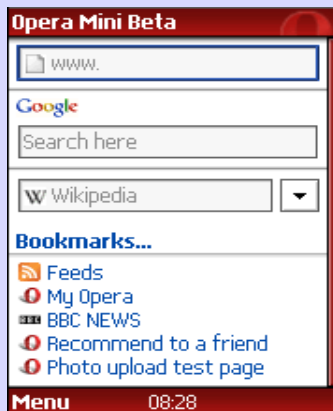 Opera Mini Beta
www.
Google
Search here
W Wikipedia
Bookmarks...
Feeds
My Opera
BBC NEWS
Recommend to a friend
Photo upload test page
Menu 08:28